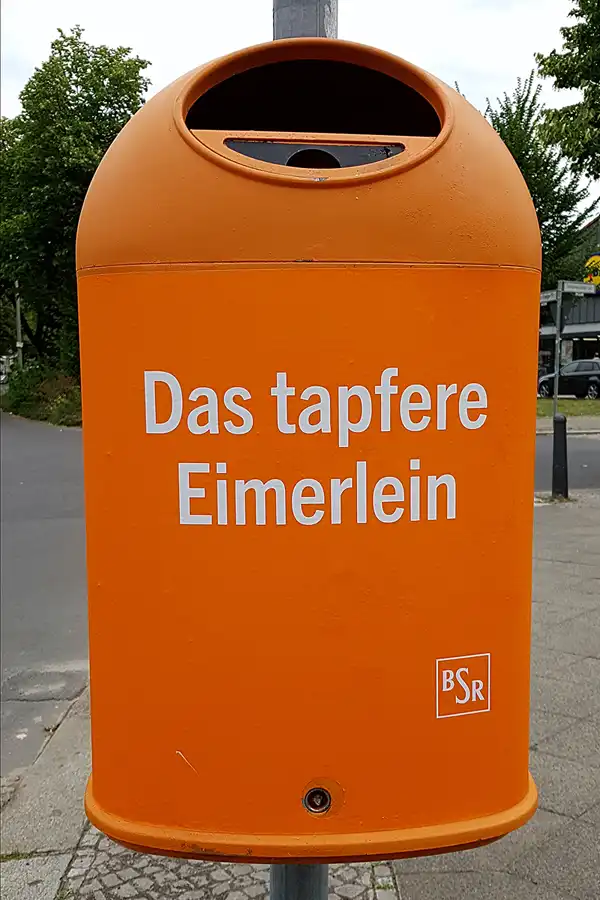 Das tapfere
Eimerlein
BSR